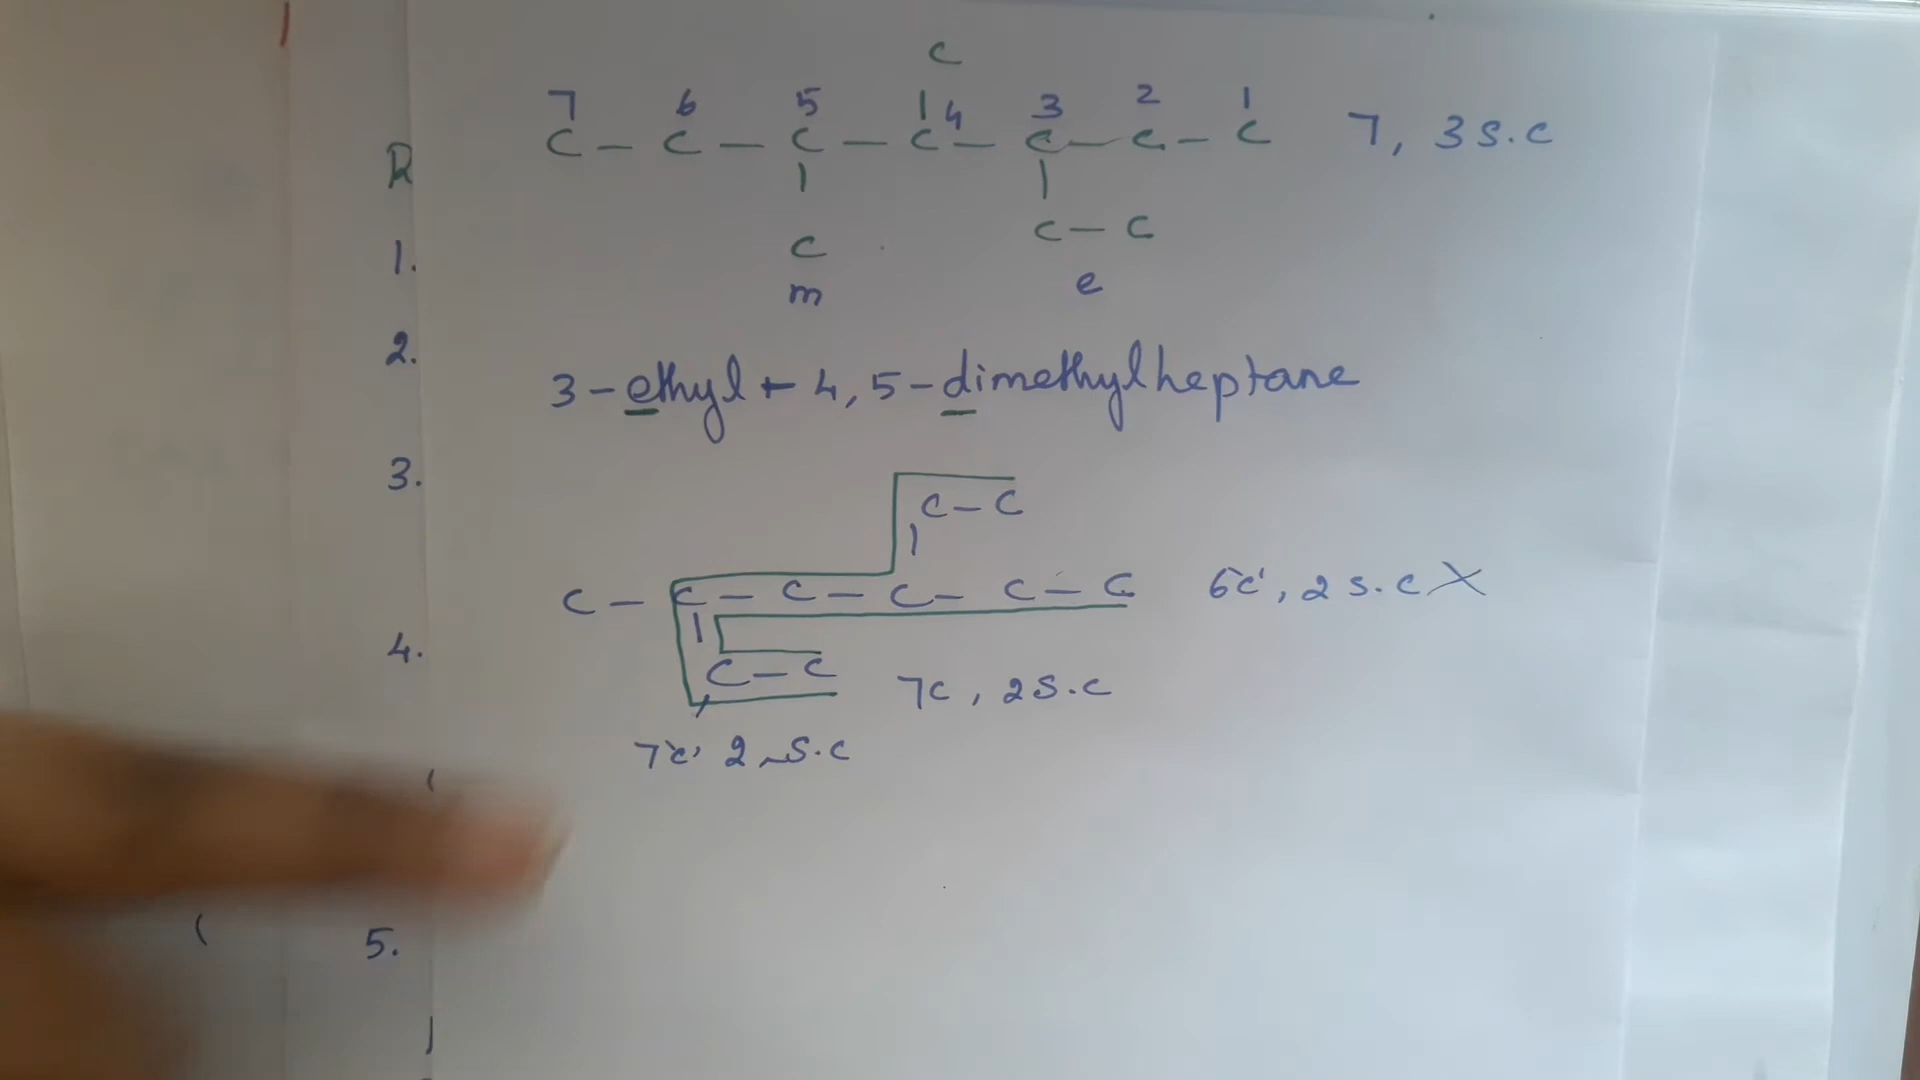 C
7 6 5 4 3 2 1
R C - C - C - C - C - C - C 7, 3 s.c
1. C C - C
m e
2. 3-ethyl - 4,5-dimethylheptane
3. C - C
C - C - C - C - C - C 6C', 2 s.c X
4. C - C 7C, 2 s.c
7C' 2 s.c
5.